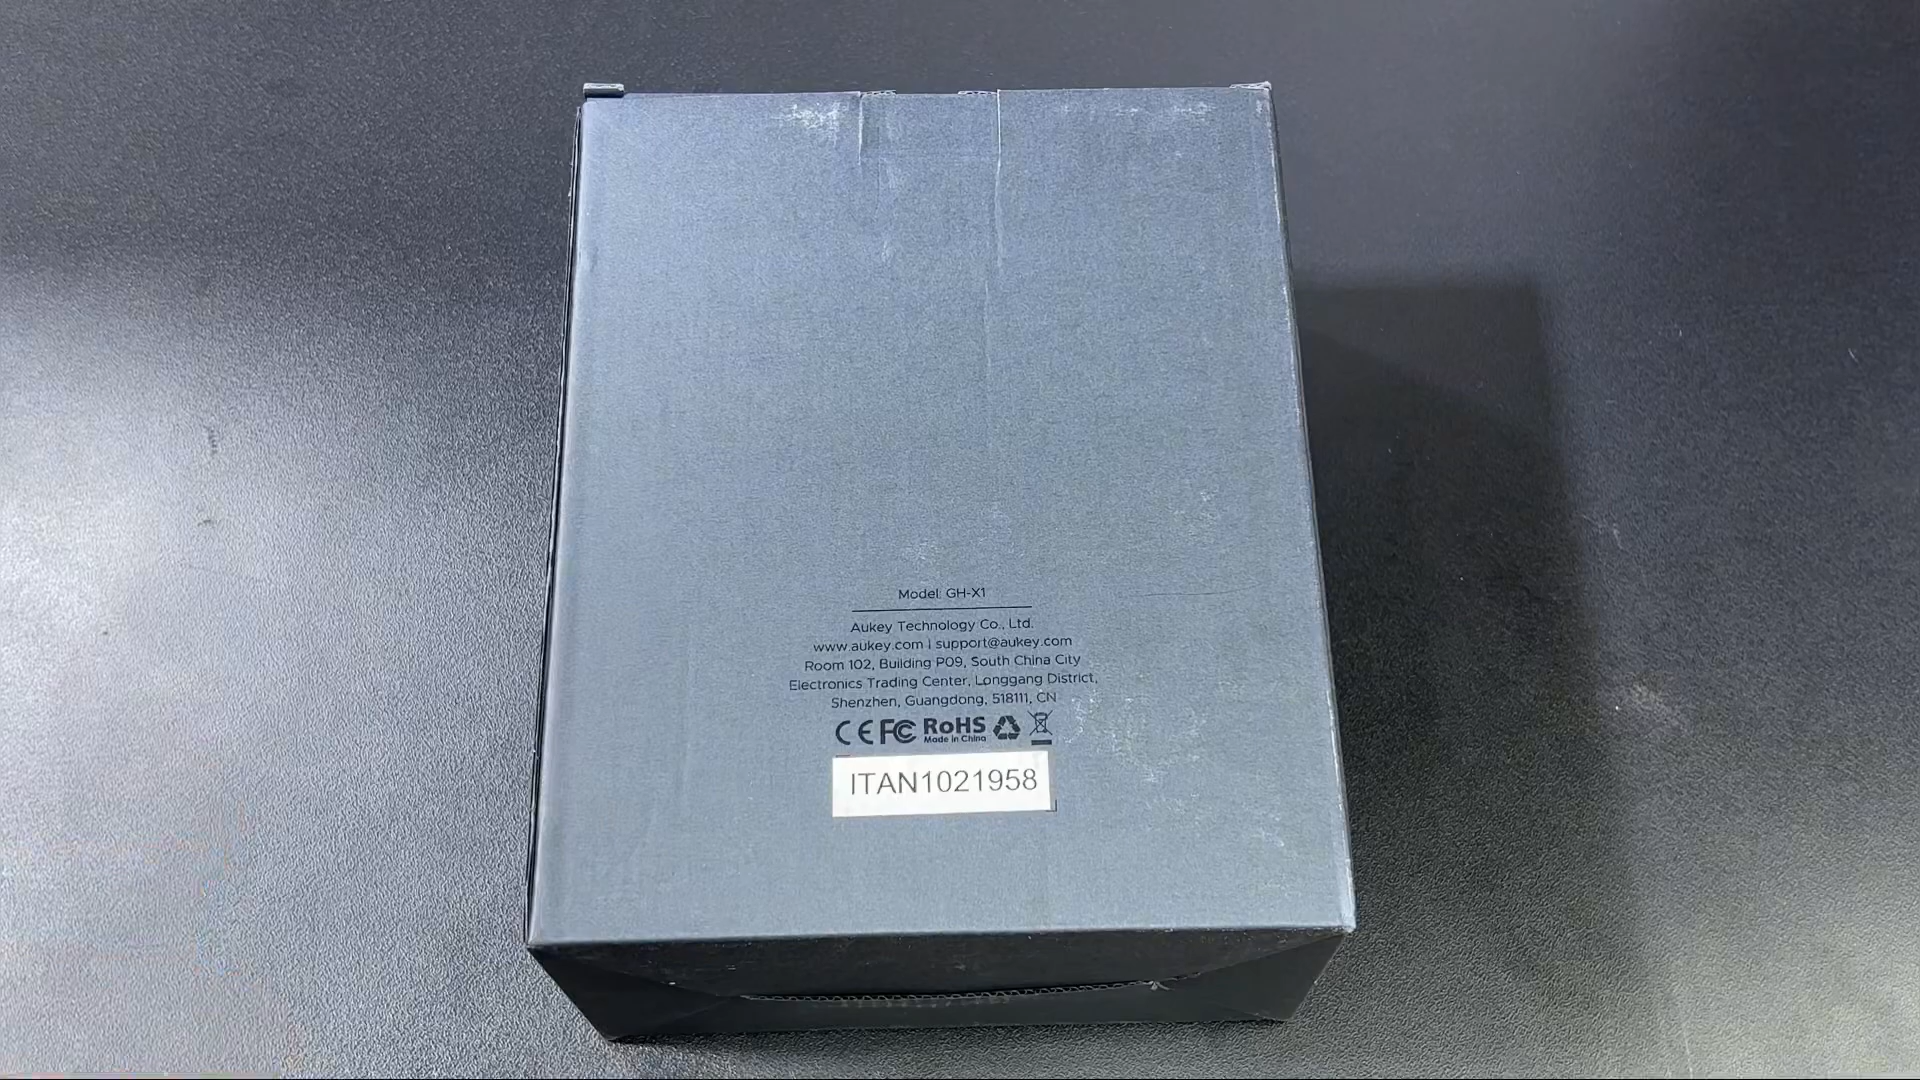 Model: GH-X1
Aukey Technology Co., Ltd.
www.aukey.com | support@aukey.com
Room 102, Building P09, South China City
Electronics Trading Center, Longgang District,
Shenzhen, Guangdong, 518111, CN
CE FC RoHS
Made in China
ITAN1021958